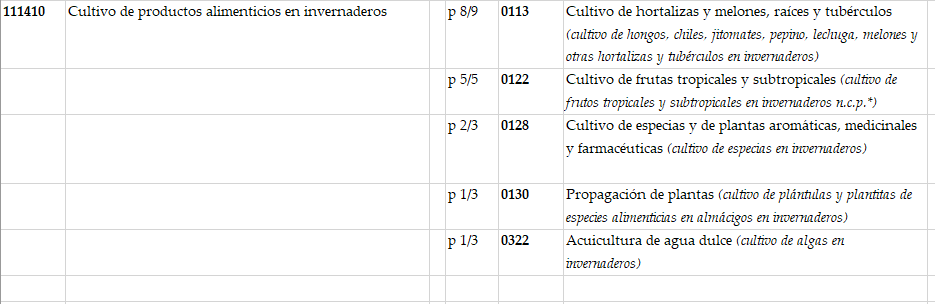 111410 Cultivo de productos alimenticios en invernaderos p 8/9 0113 Cultivo de hortalizas y melones, raíces y tubérculos
(cultivo de hongos, chiles, jitomates, pepino, lechuga, melones y
otras hortalizas y tubérculos en invernaderos)
p 5/5 0122 Cultivo de frutas tropicales y subtropicales (cultivo de
frutos tropicales y subtropicales en invernaderos n.c.p.*)
p 2/3 0128 Cultivo de especias y de plantas aromáticas, medicinales
y farmacéuticas (cultivo de especias en invernaderos)
p 1/3 0130 Propagación de plantas (cultivo de plántulas y plantitas de
especies alimenticias en almácigos en invernaderos)
p 1/3 0322 Acuicultura de agua dulce (cultivo de algas en
invernaderos)